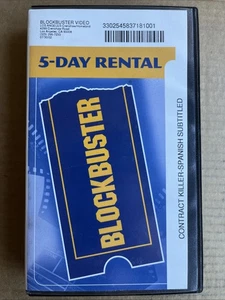 BLOCKBUSTER VIDEO
3302545837181001
5-DAY RENTAL
BLOCKBUSTER
CONTRACT KILLER-SPANISH SUBTITLED